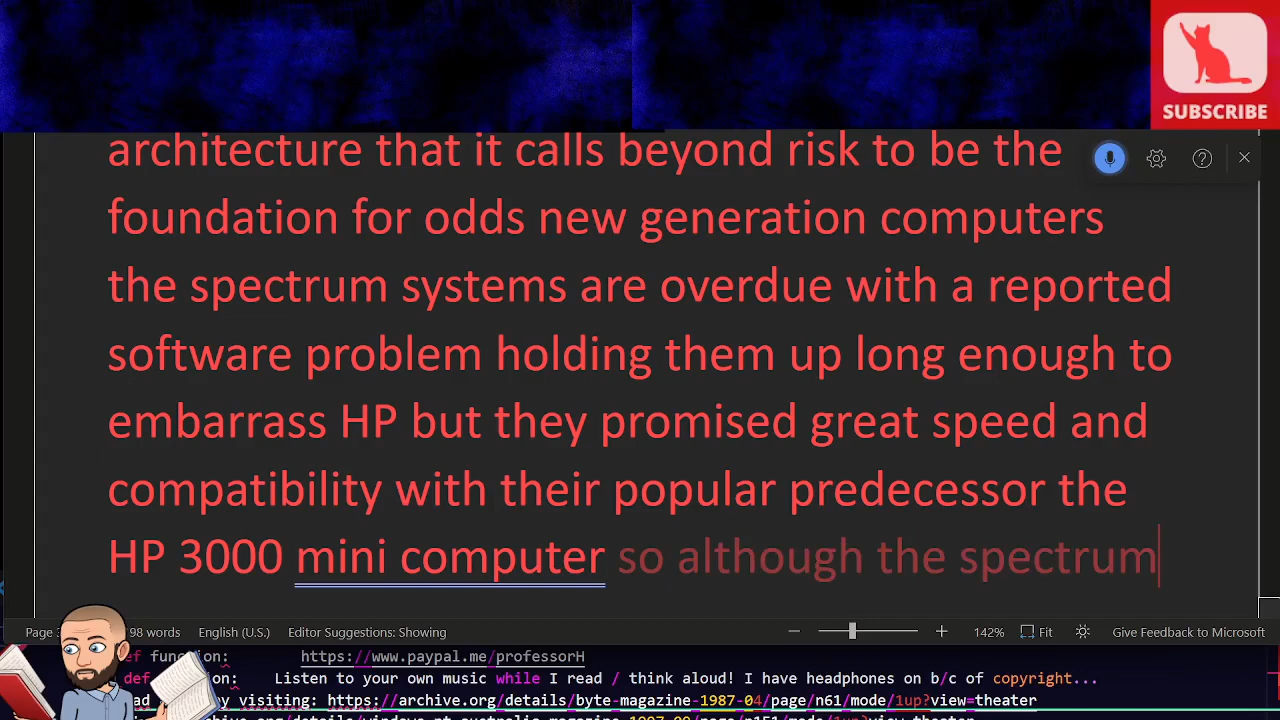 SUBSCRIBE
architecture that it calls beyond risk to be the
foundation for odds new generation computers
the spectrum systems are overdue with a reported
software problem holding them up long enough to
embarrass HP but they promised great speed and
compatibility with their popular predecessor the
HP 3000 mini computer so although the spectrum
Page 98 words English (U.S.) Editor Suggestions: Showing 142% Fit Give Feedback to Microsoft
https://www.paypal.me/professorH
def Listen to your own music while I read / think aloud! I have headphones on b/c of copyright...
visiting: https://archive.org/details/byte-magazine-1987-04/page/n61/mode/1up?view=theater